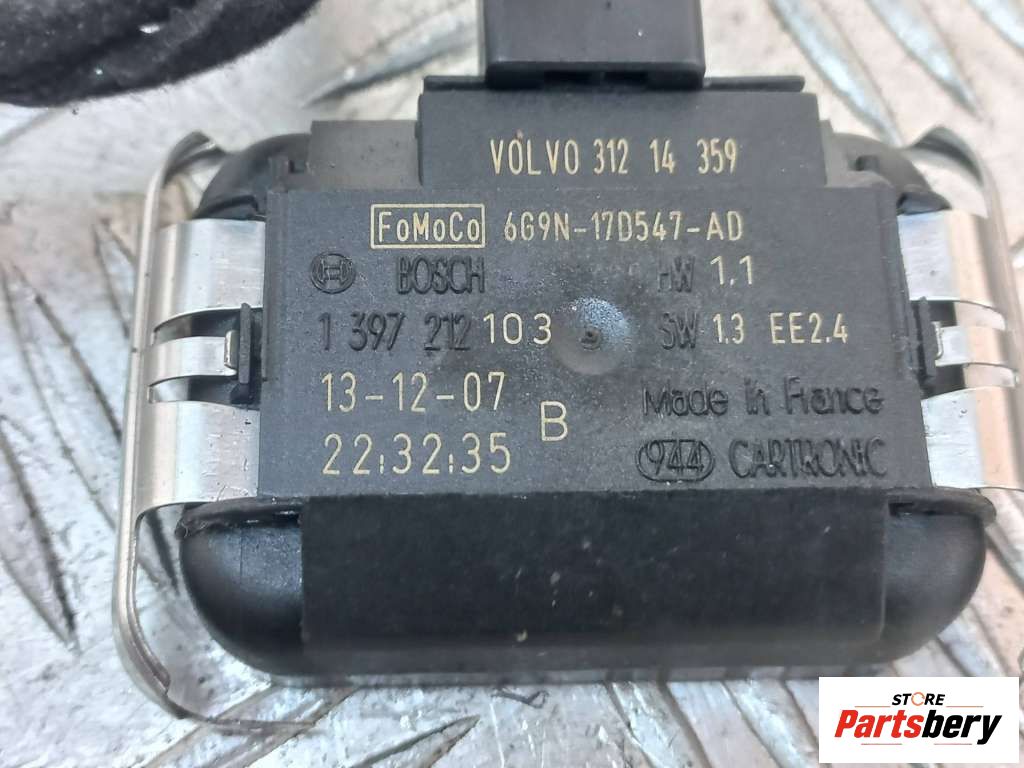 VOLVO 312 14 359
FoMoCo 6G9N-17D547-AD
BOSCH HW 1.1
1 397 212 103 SW 1.3 EE2.4
13-12-07
B
Made in France
22:32:35
944 CARTRONIC
STORE
Partsbery